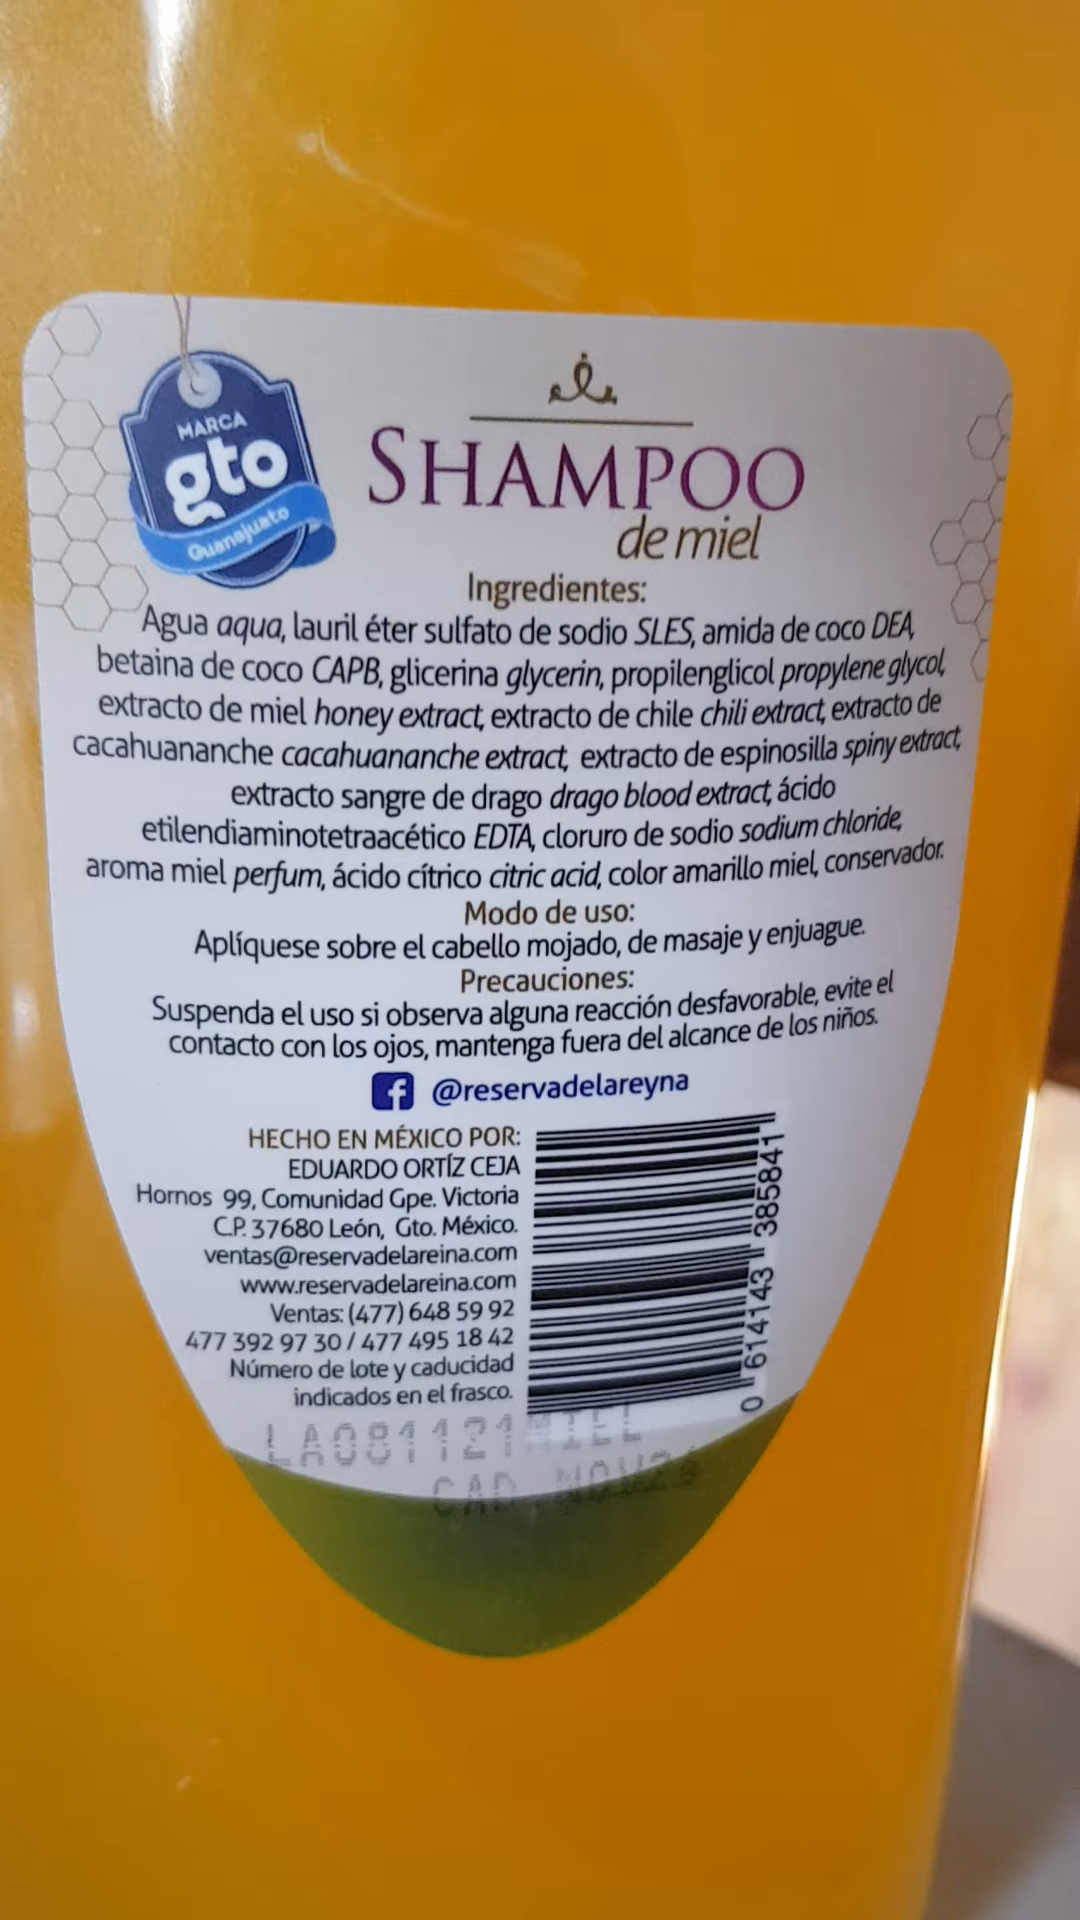 MARCA
gto
Guanajuato
SHAMPOO
de miel
Ingredientes:
Agua aqua, lauril éter sulfato de sodio SLES, amida de coco DEA,
betaina de coco CAPB, glicerina glycerin, propilenglicol propylene glycol,
extracto de miel honey extract, extracto de chile chili extract, extracto de
cacahuananche cacahuananche extract, extracto de espinosilla spiny extract,
extracto sangre de drago drago blood extract, ácido
etilendiaminotetraacético EDTA, cloruro de sodio sodium chloride,
aroma miel perfum, ácido cítrico citric acid, color amarillo miel, conservador.
Modo de uso:
Aplíquese sobre el cabello mojado, de masaje y enjuague.
Precauciones:
Suspenda el uso si observa alguna reacción desfavorable, evite el
contacto con los ojos, mantenga fuera del alcance de los niños.
f @reservadelareyna
HECHO EN MÉXICO POR:
EDUARDO ORTÍZ CEJA
Hornos 99, Comunidad Gpe. Victoria
C.P. 37680 León, Gto. México.
ventas@reservadelareina.com
www.reservadelareina.com
Ventas: (477) 648 59 92
477 392 97 30 / 477 495 18 42
Número de lote y caducidad
indicados en el frasco.
0 614143 385841
CAD.